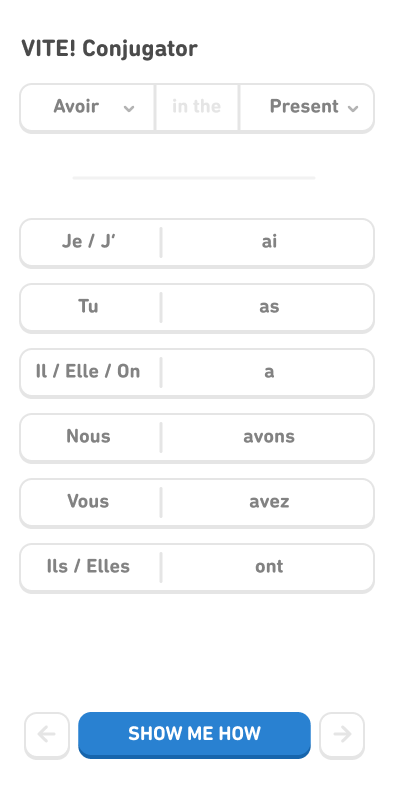 VITE! Conjugator
Avoir in the Present
Je / J' ai
Tu as
Il / Elle / On a
Nous avons
Vous avez
Ils / Elles ont
SHOW ME HOW